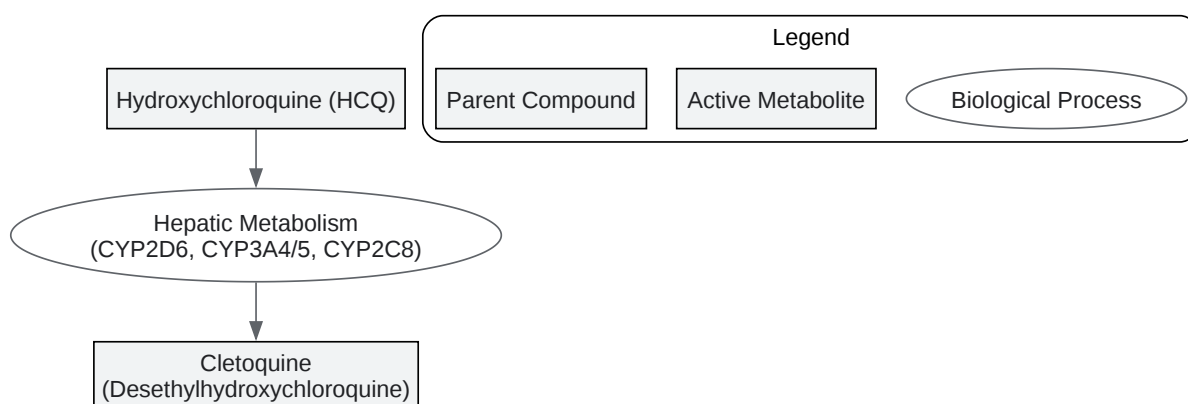 Legend
Hydroxychloroquine (HCQ)
Parent Compound
Active Metabolite
Biological Process
Hepatic Metabolism
(CYP2D6, CYP3A4/5, CYP2C8)
Cletoquine
(Desethylhydroxychloroquine)